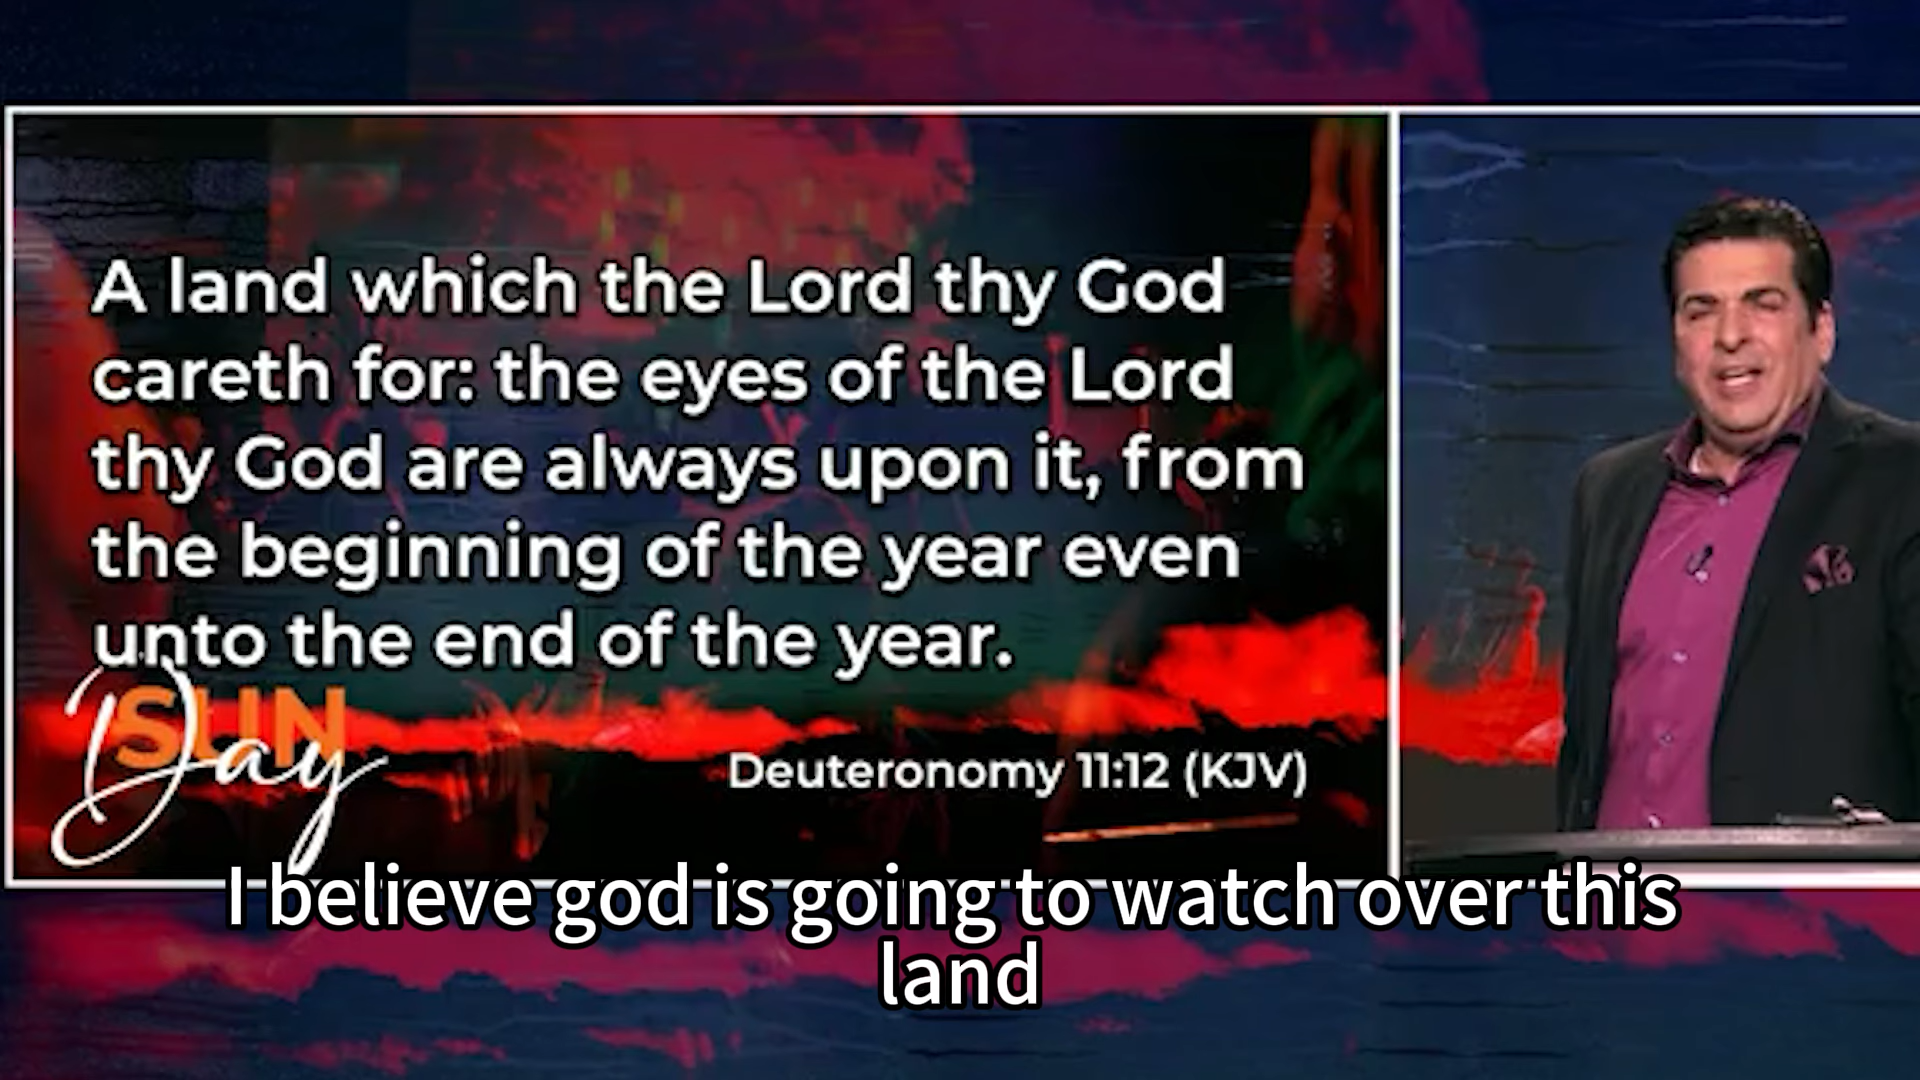 A land which the Lord thy God
careth for: the eyes of the Lord
thy God are always upon it, from
the beginning of the year even
unto the end of the year.
SUN
Day
Deuteronomy 11:12 (KJV)
I believe god is going to watch over this
land